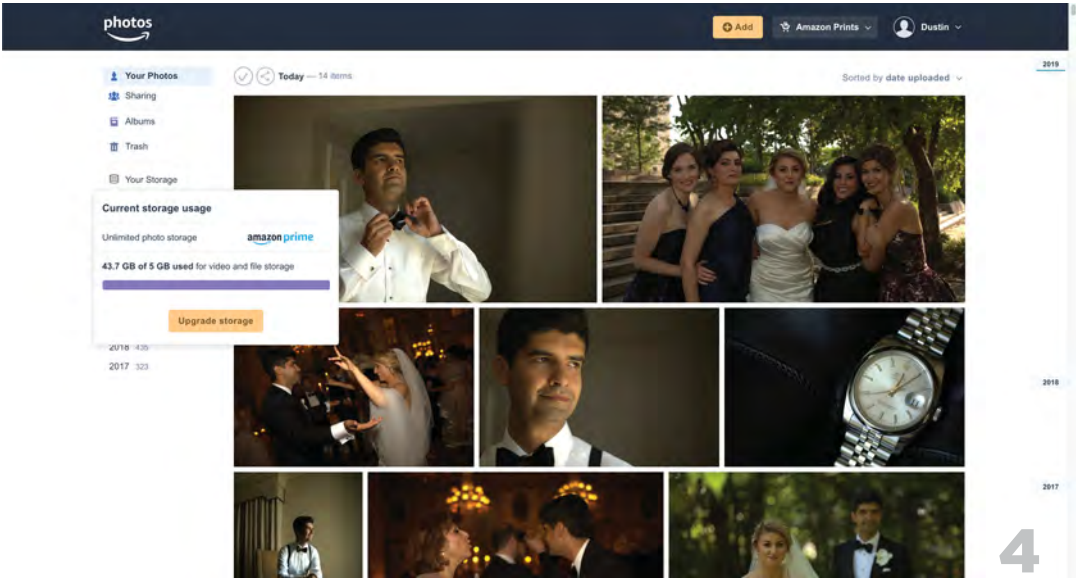 photos
Add
Amazon Prints
Dustin
Your Photos
Sharing
Albums
Trash
Your Storage
Today — 14 items
Sorted by date uploaded
2019
Current storage usage
Unlimited photo storage
amazon prime
43.7 GB of 5 GB used for video and file storage
Upgrade storage
2018 435
2017 323
2018
2017
4